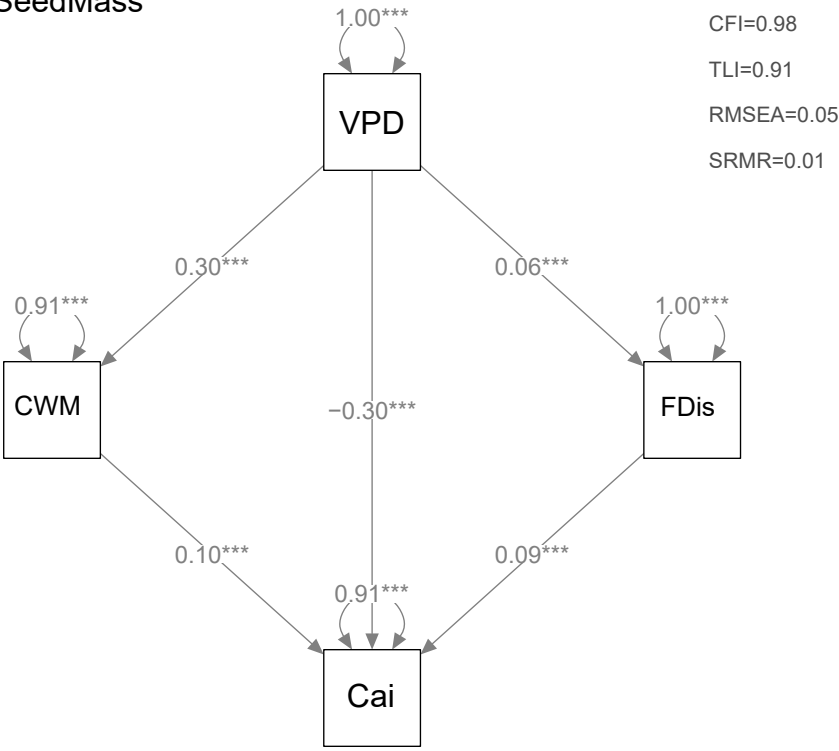 SeedMass
1.00***
CFI=0.98
TLI=0.91
RMSEA=0.05
SRMR=0.01
VPD
0.30***
0.06***
0.91***
1.00***
CWM
−0.30***
FDis
0.10***
0.09***
0.91***
Cai